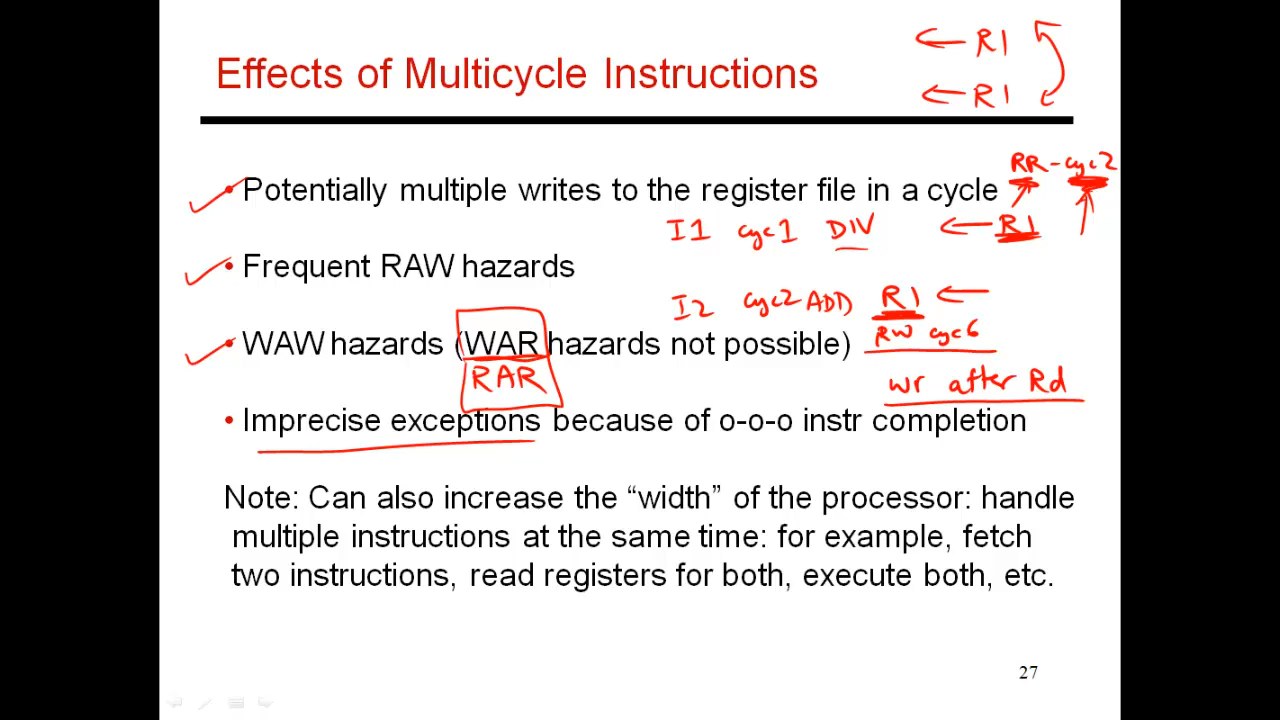 ← R1
Effects of Multicycle Instructions
← R1
RR-cyc2
• Potentially multiple writes to the register file in a cycle
I1 cyc1 DIV ← R1
• Frequent RAW hazards
I2 cyc2 ADD R1 ←
RW cyc6
• WAW hazards (WAR hazards not possible)
RAR
wr after Rd
• Imprecise exceptions because of o-o-o instr completion
Note: Can also increase the “width” of the processor: handle
multiple instructions at the same time: for example, fetch
two instructions, read registers for both, execute both, etc.
27